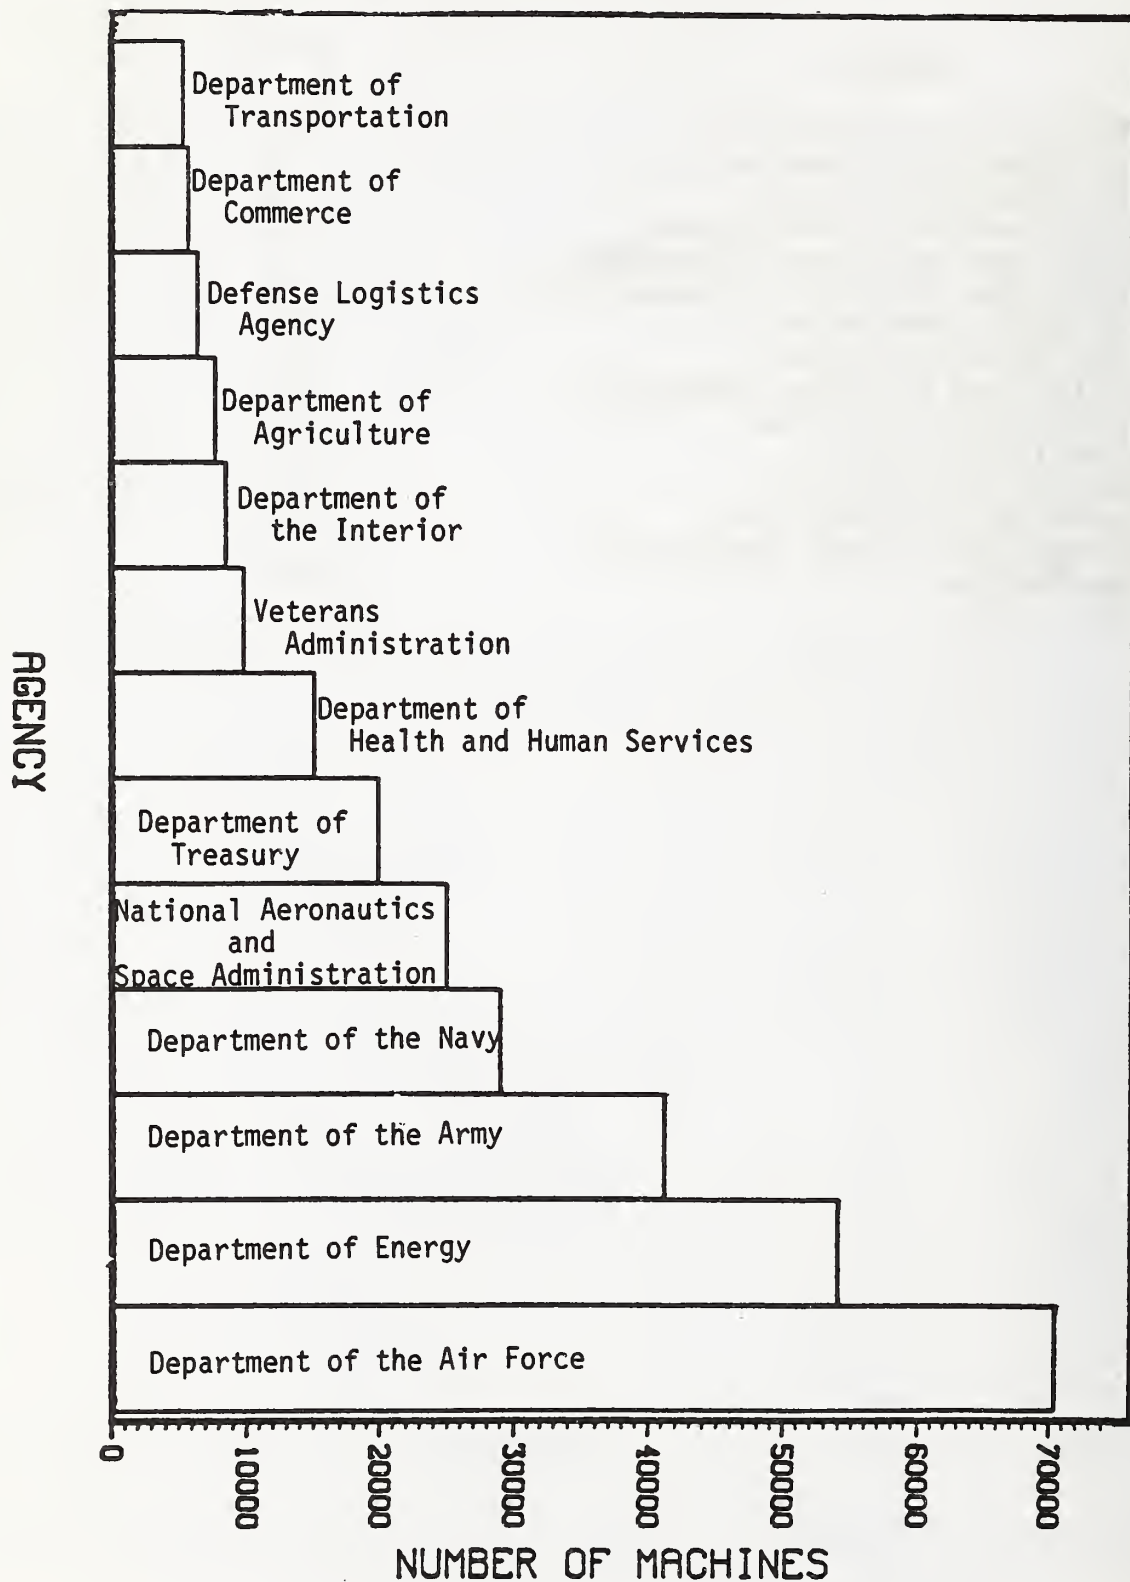 Department of
Transportation
Department of
Commerce
Defense Logistics
Agency
Department of
Agriculture
Department of
the Interior
Veterans
Administration
Department of
Health and Human Services
Department of
Treasury
National Aeronautics
and
Space Administration
Department of the Navy
Department of the Army
Department of Energy
Department of the Air Force
AGENCY
0 10000 20000 30000 40000 50000 60000 70000
NUMBER OF MACHINES